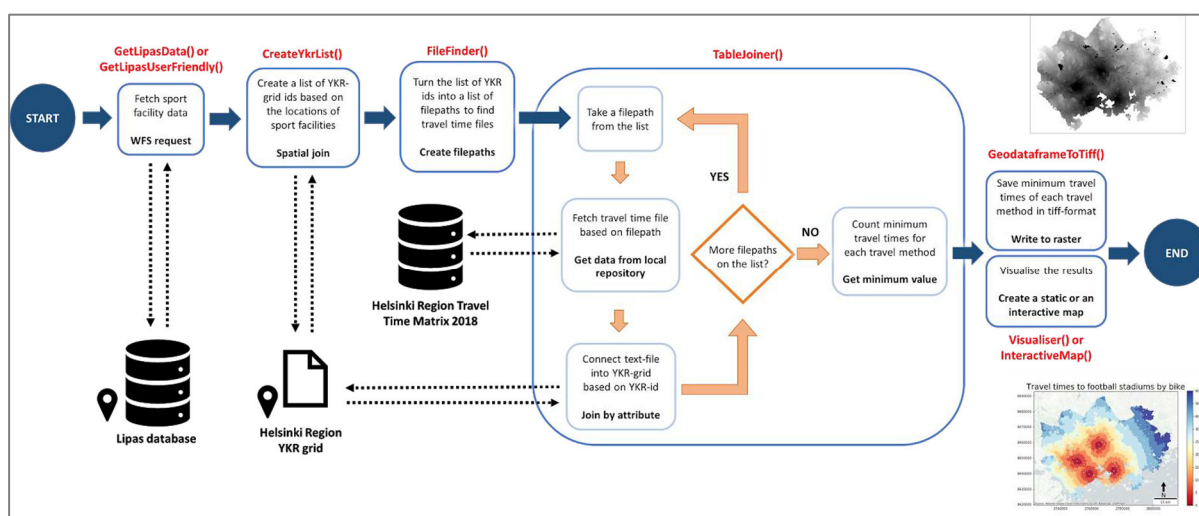 GetLipasData() or
GetLipasUserFriendly()
CreateYkrList()
FileFinder()
TableJoiner()
START
Fetch sport
facility data
WFS request
Create a list of YKR-
grid ids based on
the locations of
sport facilities
Spatial join
Turn the list of YKR
ids into a list of
filepaths to find
travel time files
Create filepaths
Take a filepath
from the list
YES
Fetch travel time file
based on filepath
Get data from local
repository
More filepaths
on the list?
NO
Count minimum
travel times for
each travel method
Get minimum value
Connect text-file
into YKR-grid
based on YKR-id
Join by attribute
GeodataframeToTiff()
Save minimum travel
times of each travel
method in tiff-format
Write to raster
Visualise the results
Create a static or an
interactive map
Visualiser() or
InteractiveMap()
END
Helsinki Region Travel
Time Matrix 2018
Lipas database
Helsinki Region
YKR grid
Travel times to football stadiums by bike
N